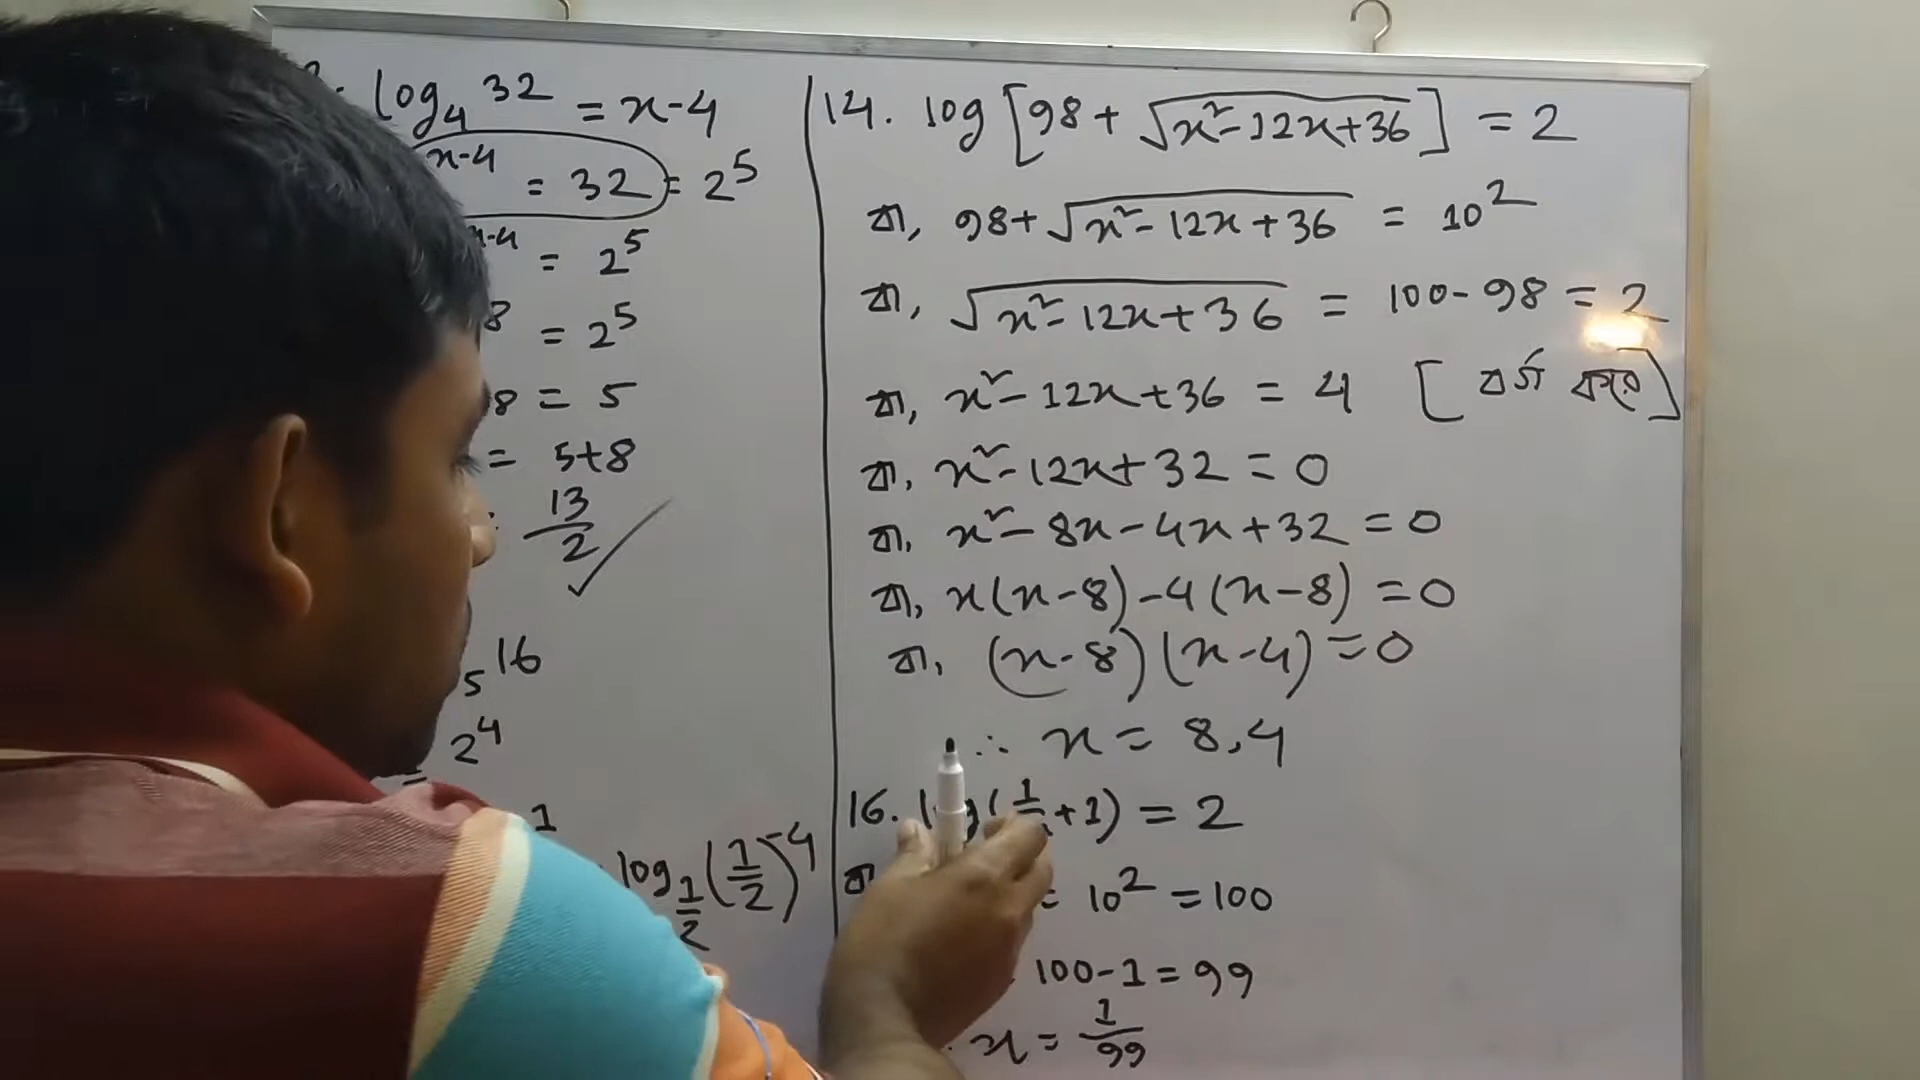 log₄ 32 = x-4
x-4 = 32 = 2⁵
x-4 = 2⁵
8 = 2⁵
8 = 5
= 5+8
13/2 ✓
5 16
= 2⁴
1
log_{1/2} (1/2)⁻⁴
14. log [98 + √(x² - 12x + 36)] = 2
বা, 98 + √(x² - 12x + 36) = 10²
বা, √(x² - 12x + 36) = 100 - 98 = 2
বা, x² - 12x + 36 = 4 [বর্গ করে]
বা, x² - 12x + 32 = 0
বা, x² - 8x - 4x + 32 = 0
বা, x(x-8) - 4(x-8) = 0
বা, (x-8)(x-4) = 0
∴ x = 8,4
16. log(1/ + 1) = 2
বা = 10² = 100
100 - 1 = 99
x = 1/99